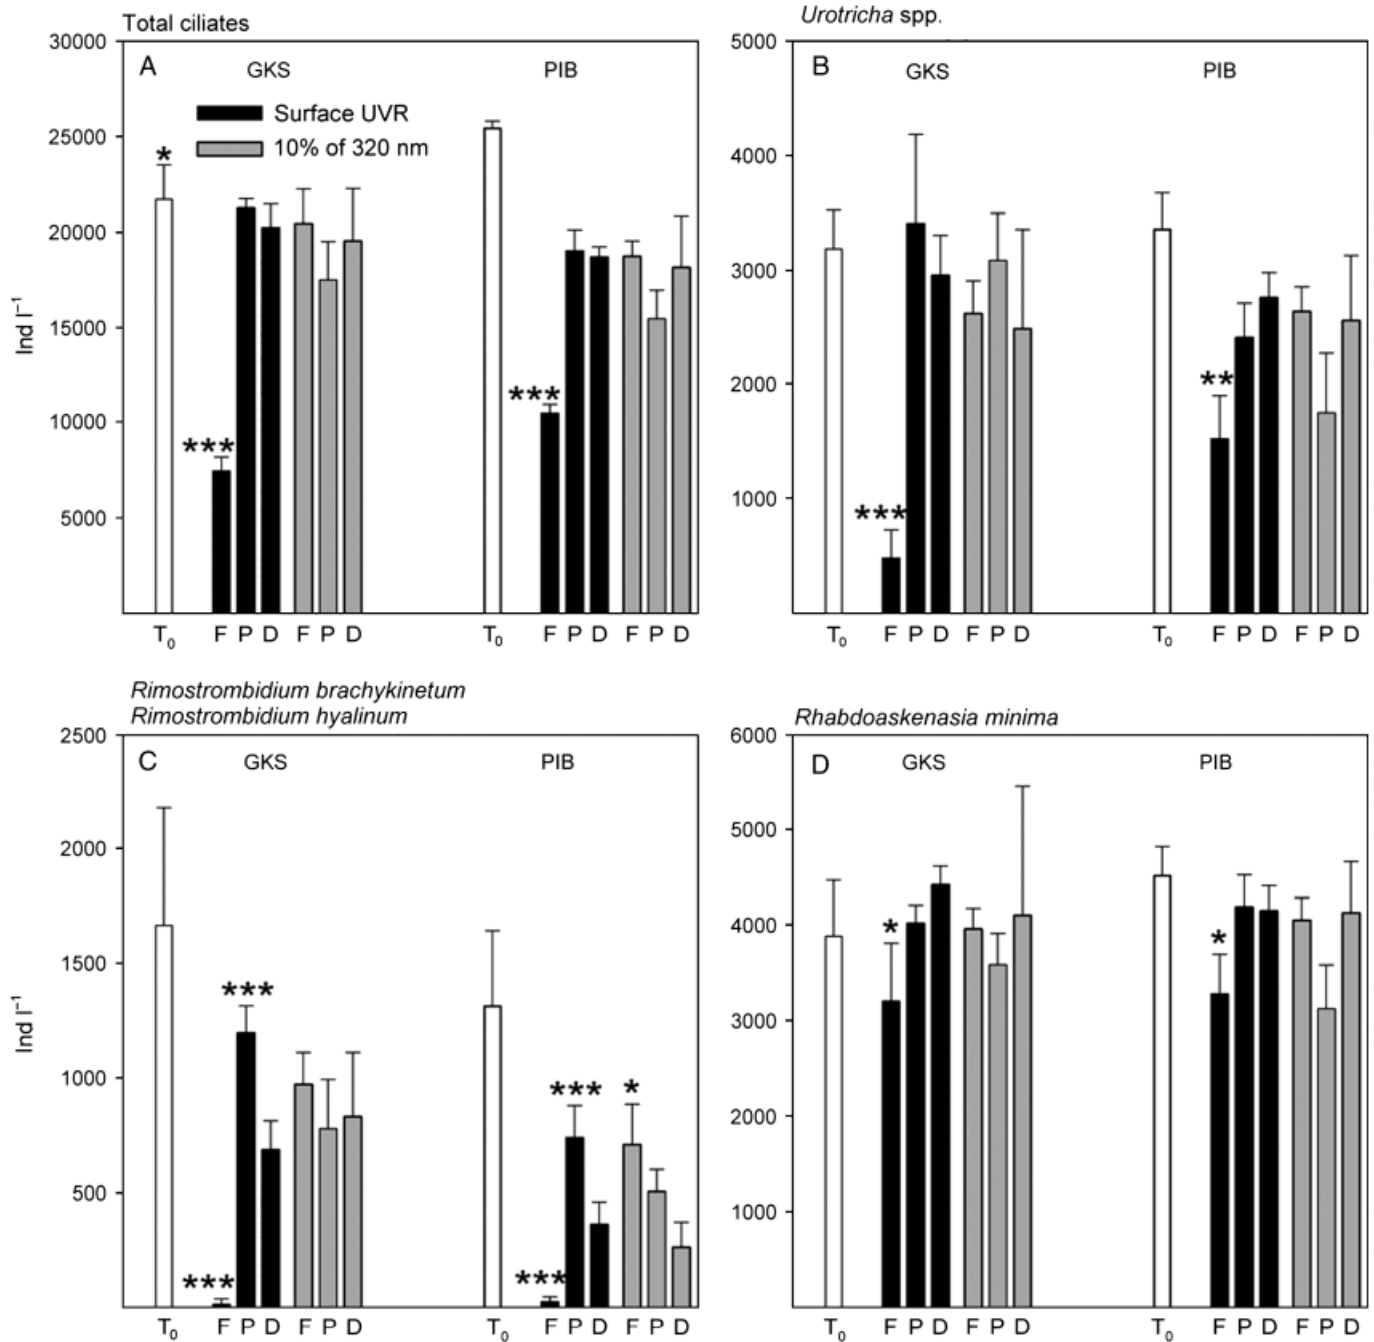 Total ciliates
30000
25000
20000
15000
10000
5000
Ind l⁻¹
A
GKS
PIB
Surface UVR
10% of 320 nm
*
***
***
T₀ F P D F P D T₀ F P D F P D
Urotricha spp.
5000
4000
3000
2000
1000
B
GKS
PIB
***
**
T₀ F P D F P D T₀ F P D F P D
Rimostrombidium brachykinetum
Rimostrombidium hyalinum
2500
2000
1500
1000
500
Ind l⁻¹
C
GKS
PIB
***
***
***
***
*
T₀ F P D F P D T₀ F P D F P D
Rhabdoaskenasia minima
6000
5000
4000
3000
2000
1000
D
GKS
PIB
*
*
T₀ F P D F P D T₀ F P D F P D